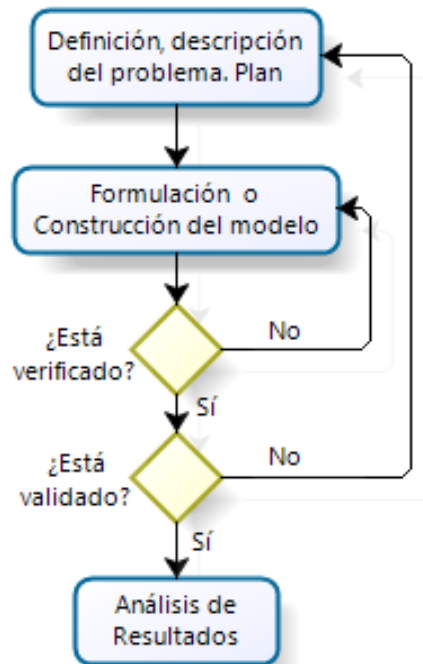 Definición, descripción
del problema. Plan
Formulación o
Construcción del modelo
¿Está
verificado?
No
Sí
¿Está
validado?
No
Sí
Análisis de
Resultados